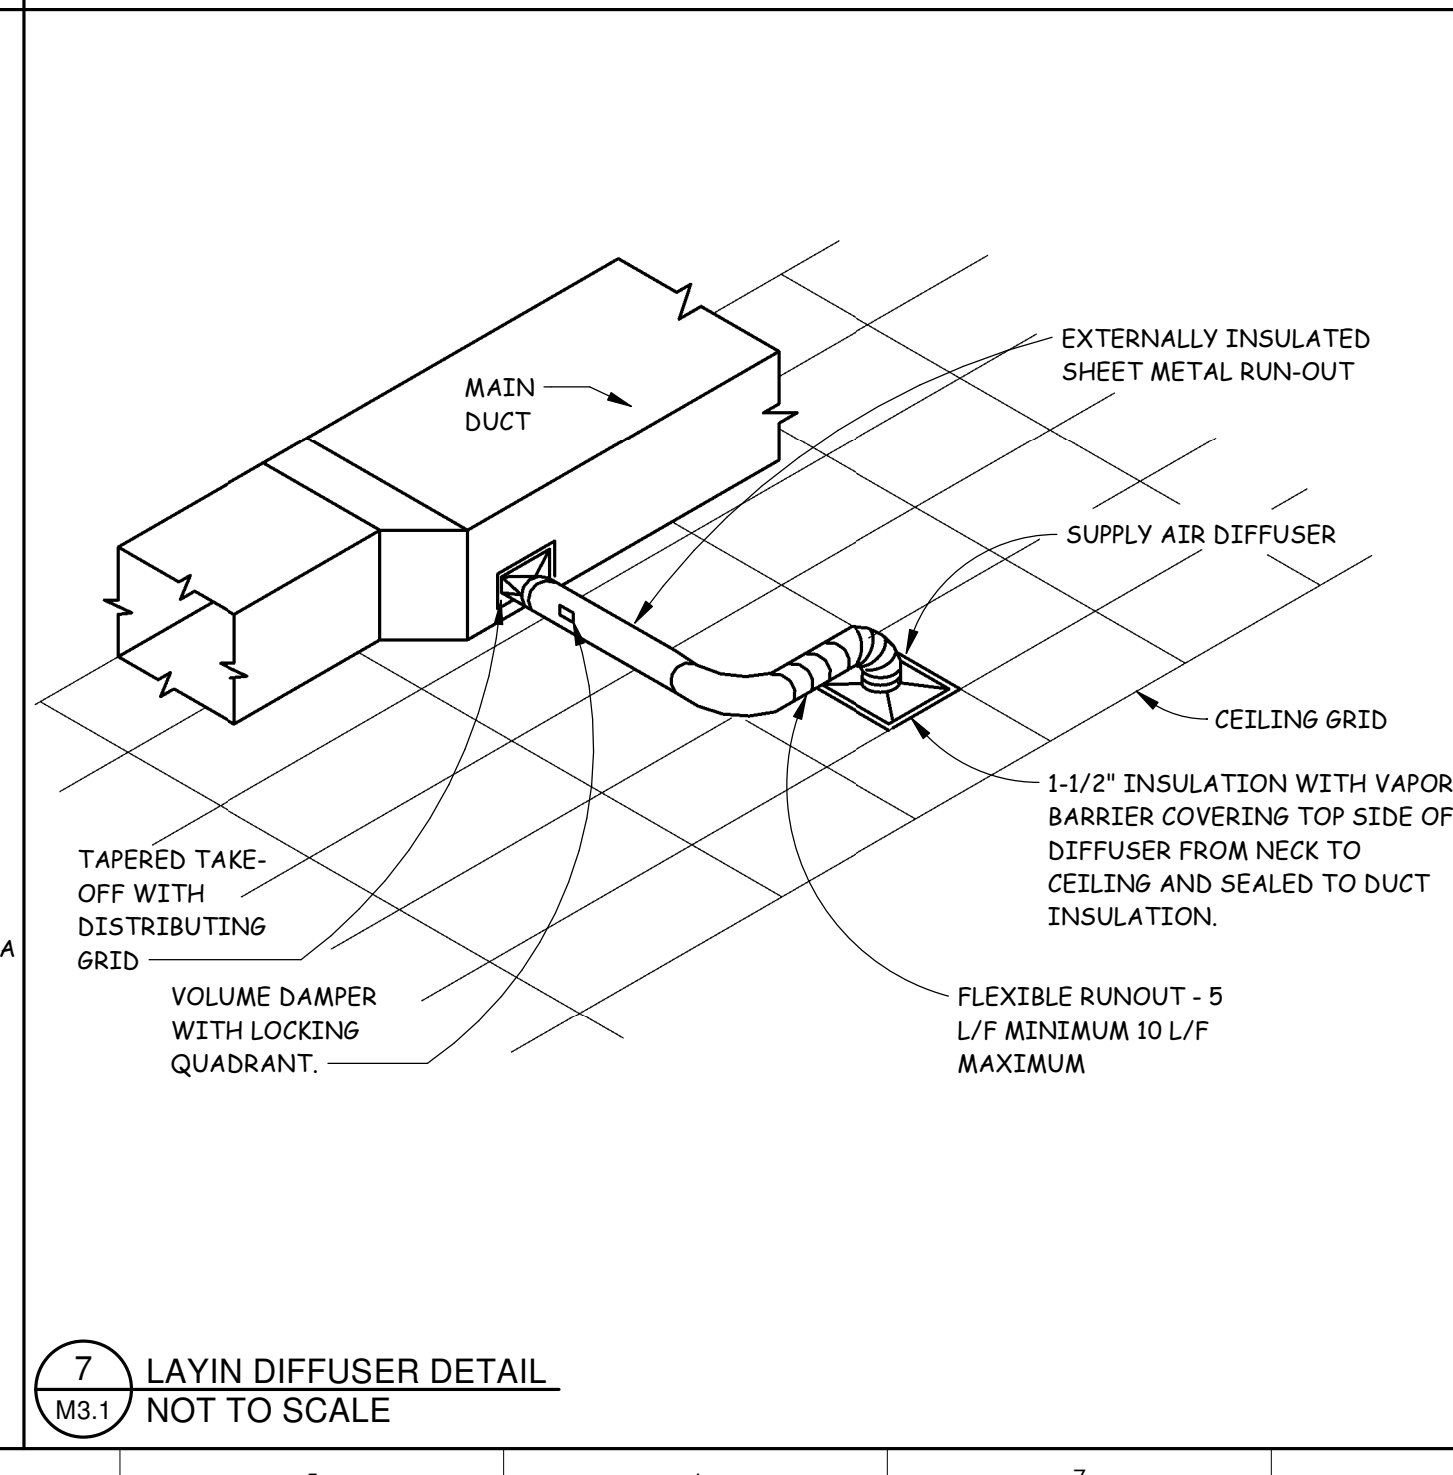 EXTERNALLY INSULATED
SHEET METAL RUN-OUT
MAIN
DUCT
SUPPLY AIR DIFFUSER
CEILING GRID
1-1/2" INSULATION WITH VAPOR
BARRIER COVERING TOP SIDE OF
DIFFUSER FROM NECK TO
CEILING AND SEALED TO DUCT
INSULATION.
TAPERED TAKE-
OFF WITH
DISTRIBUTING
GRID
A
VOLUME DAMPER
WITH LOCKING
QUADRANT.
FLEXIBLE RUNOUT - 5
L/F MINIMUM 10 L/F
MAXIMUM
7
M3.1
LAYIN DIFFUSER DETAIL
NOT TO SCALE